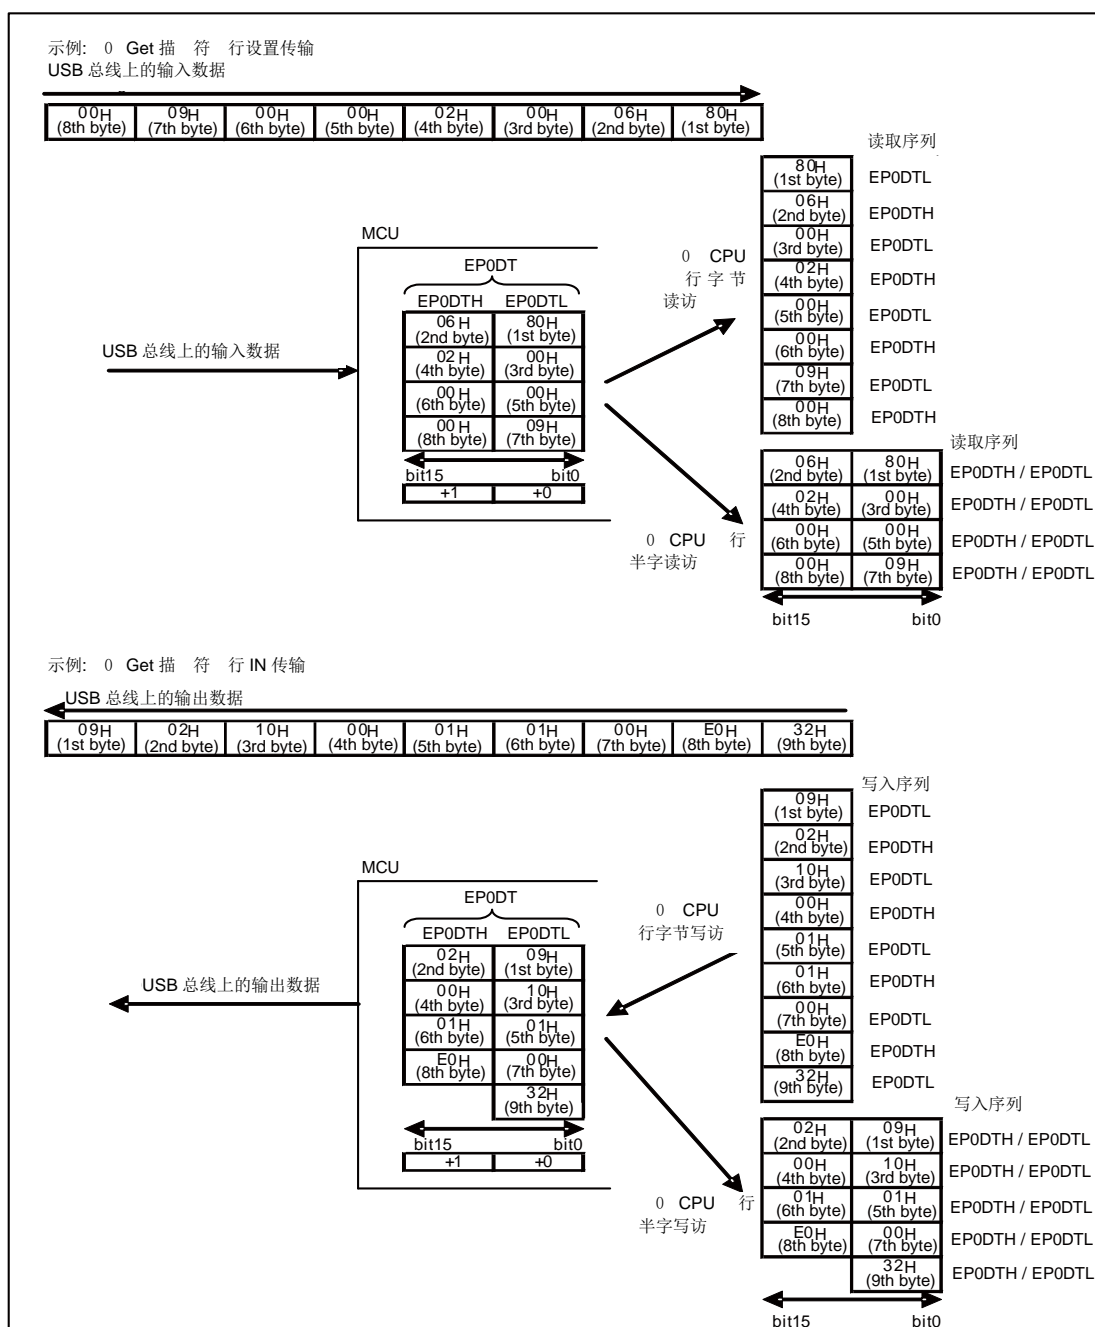 示例: 0 Get 描 符 行设置传输
USB 总线上的输入数据
00H 09H 00H 00H 02H 00H 06H 80H
(8th byte) (7th byte) (6th byte) (5th byte) (4th byte) (3rd byte) (2nd byte) (1st byte)
读取序列
80H
(1st byte) EP0DTL
06H
(2nd byte) EP0DTH
00H
(3rd byte) EP0DTL
02H
(4th byte) EP0DTH
00H
(5th byte) EP0DTL
00H
(6th byte) EP0DTH
09H
(7th byte) EP0DTL
00H
(8th byte) EP0DTH
0 CPU
行 字 节
读访
MCU
EP0DT
EP0DTH EP0DTL
06H 80H
(2nd byte) (1st byte)
02H 00H
(4th byte) (3rd byte)
00H 00H
(6th byte) (5th byte)
00H 09H
(8th byte) (7th byte)
bit15 bit0
+1 +0
USB 总线上的输入数据
读取序列
06H 80H
(2nd byte) (1st byte) EP0DTH / EP0DTL
02H 00H
(4th byte) (3rd byte) EP0DTH / EP0DTL
00H 00H
(6th byte) (5th byte) EP0DTH / EP0DTL
00H 09H
(8th byte) (7th byte) EP0DTH / EP0DTL
bit15 bit0
0 CPU 行
半字读访
示例: 0 Get 描 符 行 IN 传输
USB 总线上的输出数据
09H 02H 10H 00H 01H 01H 00H E0H 32H
(1st byte) (2nd byte) (3rd byte) (4th byte) (5th byte) (6th byte) (7th byte) (8th byte) (9th byte)
写入序列
09H
(1st byte) EP0DTL
02H
(2nd byte) EP0DTH
10H
(3rd byte) EP0DTL
00H
(4th byte) EP0DTH
01H
(5th byte) EP0DTL
01H
(6th byte) EP0DTH
00H
(7th byte) EP0DTL
E0H
(8th byte) EP0DTH
32H
(9th byte) EP0DTL
0 CPU
行字节写访
MCU
EP0DT
EP0DTH EP0DTL
02H 09H
(2nd byte) (1st byte)
00H 10H
(4th byte) (3rd byte)
01H 01H
(6th byte) (5th byte)
E0H 00H
(8th byte) (7th byte)
32H
(9th byte)
bit15 bit0
+1 +0
USB 总线上的输出数据
写入序列
02H 09H
(2nd byte) (1st byte) EP0DTH / EP0DTL
00H 10H
(4th byte) (3rd byte) EP0DTH / EP0DTL
01H 01H
(6th byte) (5th byte) EP0DTH / EP0DTL
E0H 00H
(8th byte) (7th byte) EP0DTH / EP0DTL
32H
(9th byte) EP0DTH / EP0DTL
bit15 bit0
0 CPU 行
半字写访